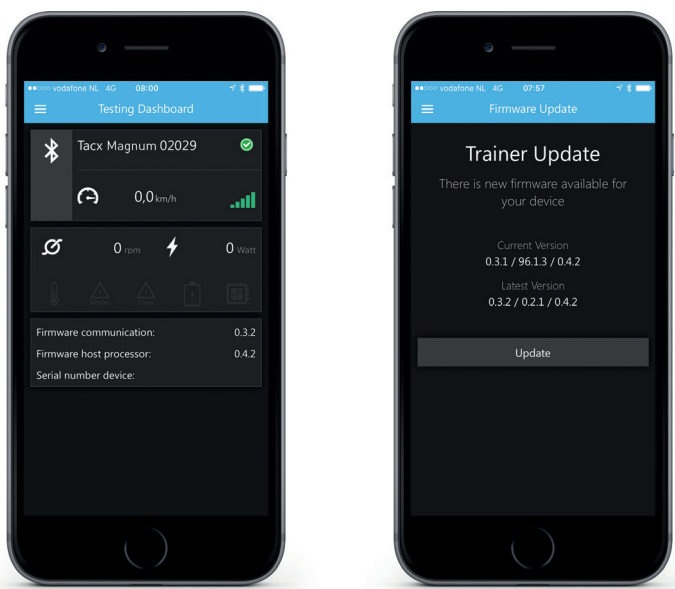 vodafone NL 4G 08:00
Testing Dashboard
Tacx Magnum 02029
0,0 km/h
0 rpm 0 Watt
Firmware communication: 0.3.2
Firmware host processor: 0.4.2
Serial number device:
vodafone NL 4G 07:57
Firmware Update
Trainer Update
There is new firmware available for
your device
Current Version
0.3.1 / 96.1.3 / 0.4.2
Latest Version
0.3.2 / 0.2.1 / 0.4.2
Update